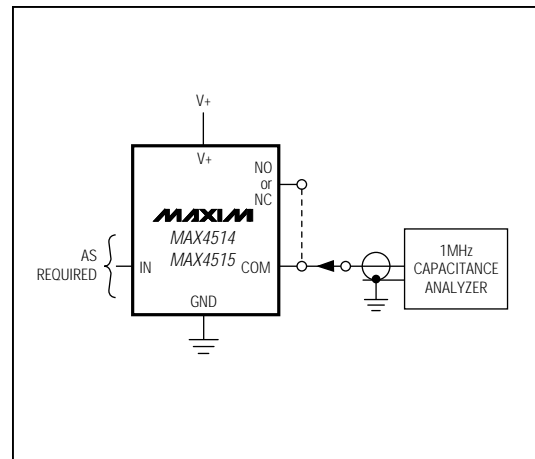 V+
V+
NO
or
NC
MAXIM
MAX4514
MAX4515
AS
REQUIRED
IN
COM
GND
1MHz
CAPACITANCE
ANALYZER